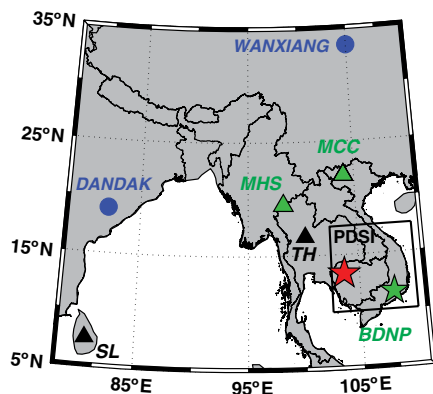 35°N
WANXIANG
25°N
MCC
MHS
DANDAK
PDSI
15°N
TH
BDNP
SL
5°N
85°E 95°E 105°E